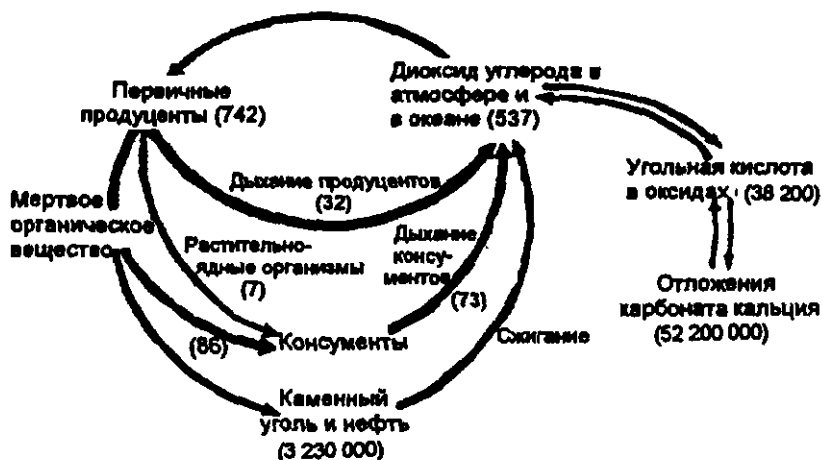 Первичные
продуценты (742)
Диоксид углерода в
атмосфере и
в океане (537)
Угольная кислота
в оксидах (38 200)
Мертвое
органическое
вещество
Дыхание продуцентов
(32)
Растительно-
ядные организмы
(7)
Дыхание
консу-
ментов
(73)
Отложения
карбоната кальция
(52 200 000)
(86)
Консументы
Сжигание
Каменный
уголь и нефть
(3 230 000)